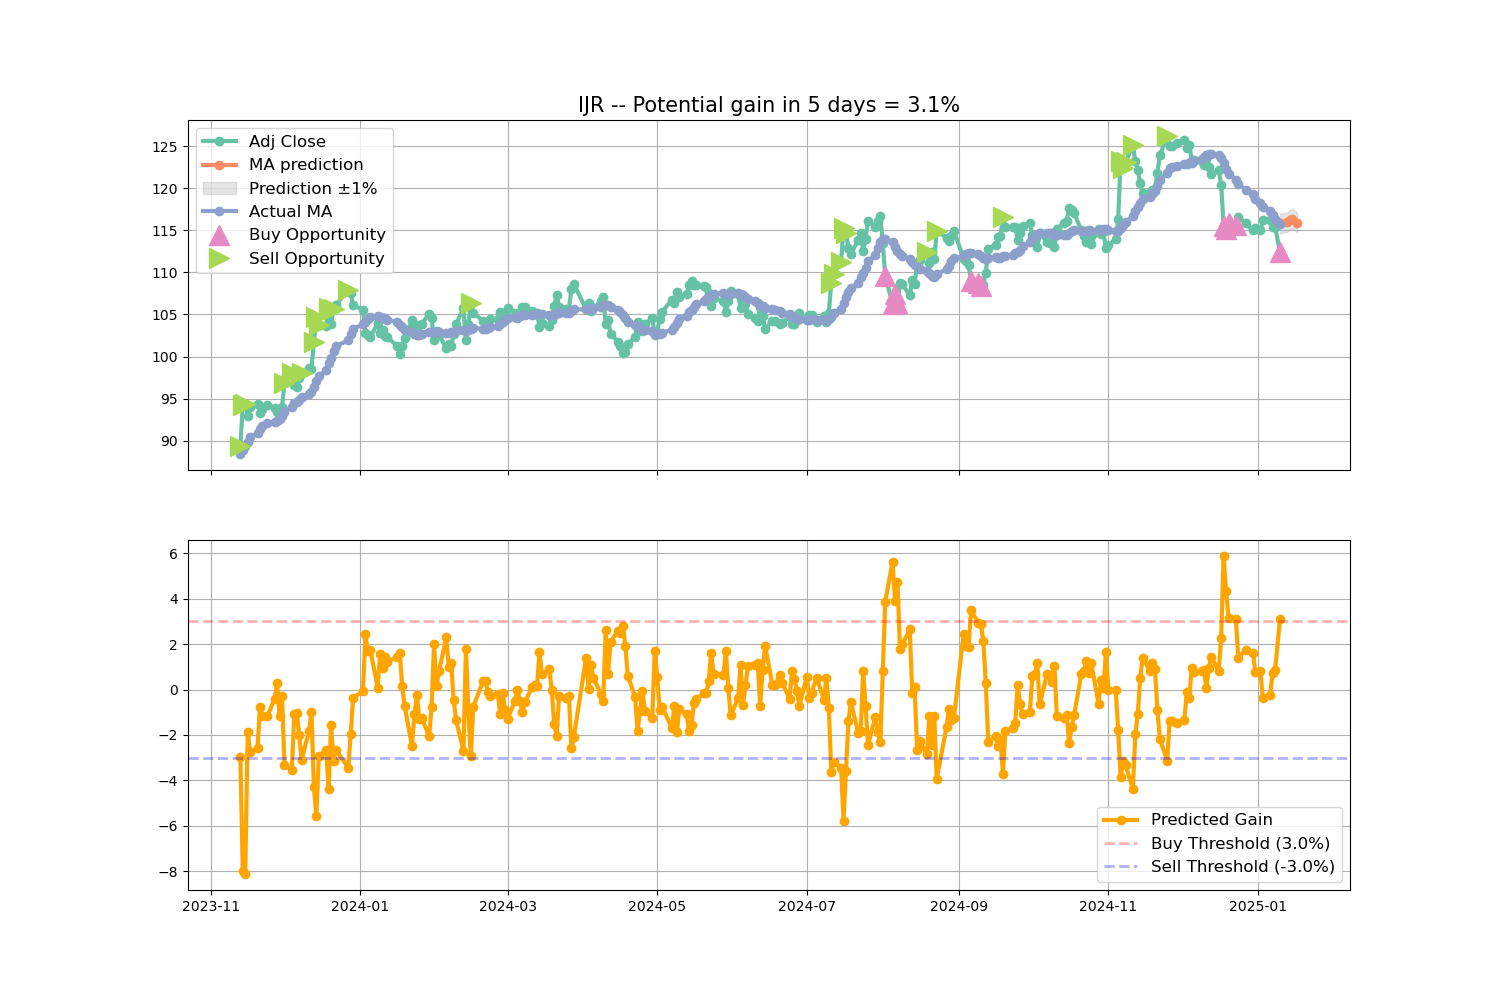 IJR -- Potential gain in 5 days = 3.1%
125
120
115
110
105
100
95
90
Adj Close
MA prediction
Prediction ±1%
Actual MA
Buy Opportunity
Sell Opportunity
6
4
2
0
−2
−4
−6
−8
Predicted Gain
Buy Threshold (3.0%)
Sell Threshold (-3.0%)
2023-11 2024-01 2024-03 2024-05 2024-07 2024-09 2024-11 2025-01